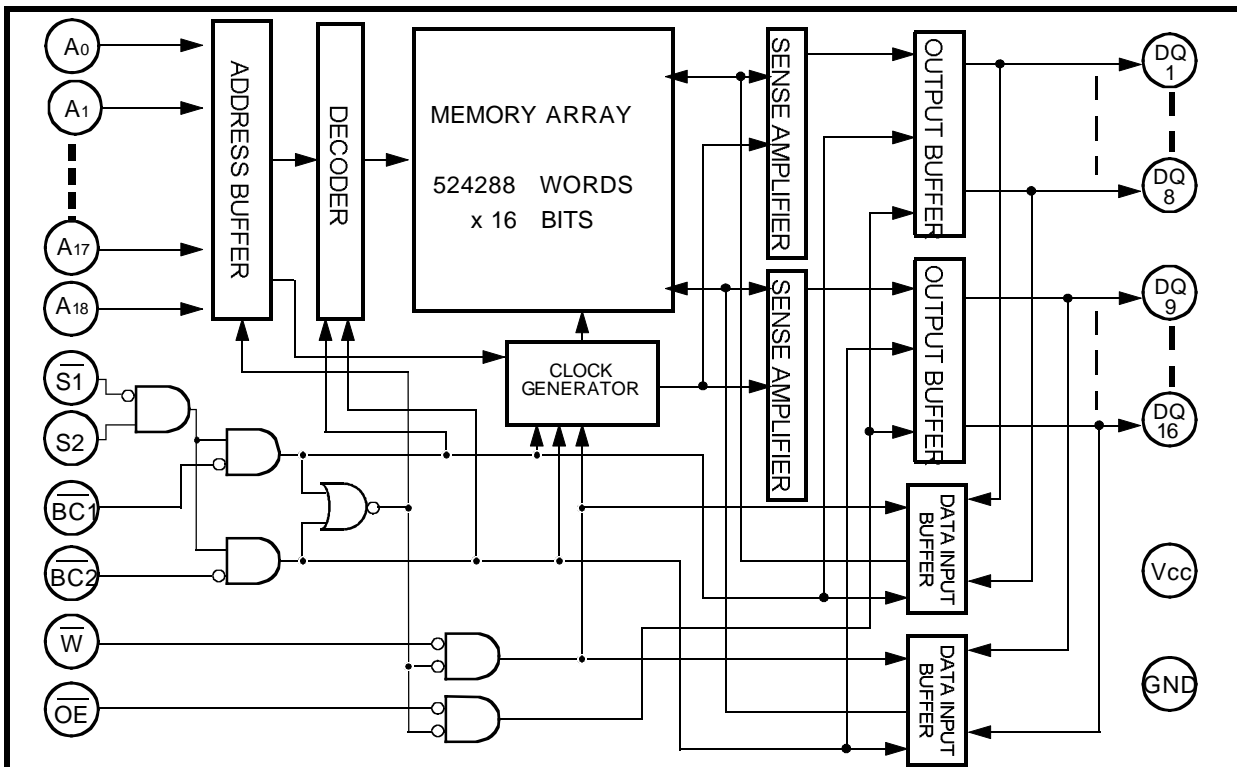 A0
A1
A17
A18
S1
S2
BC1
BC2
W
OE
ADDRESS BUFFER
DECODER
MEMORY ARRAY
524288 WORDS
x 16 BITS
CLOCK
GENERATOR
SENSE AMPLIFIER
SENSE AMPLIFIER
OUTPUT BUFFER
OUTPUT BUFFER
DATA INPUT
BUFFER
DATA INPUT
BUFFER
DQ
1
DQ
8
DQ
9
DQ
16
Vcc
GND